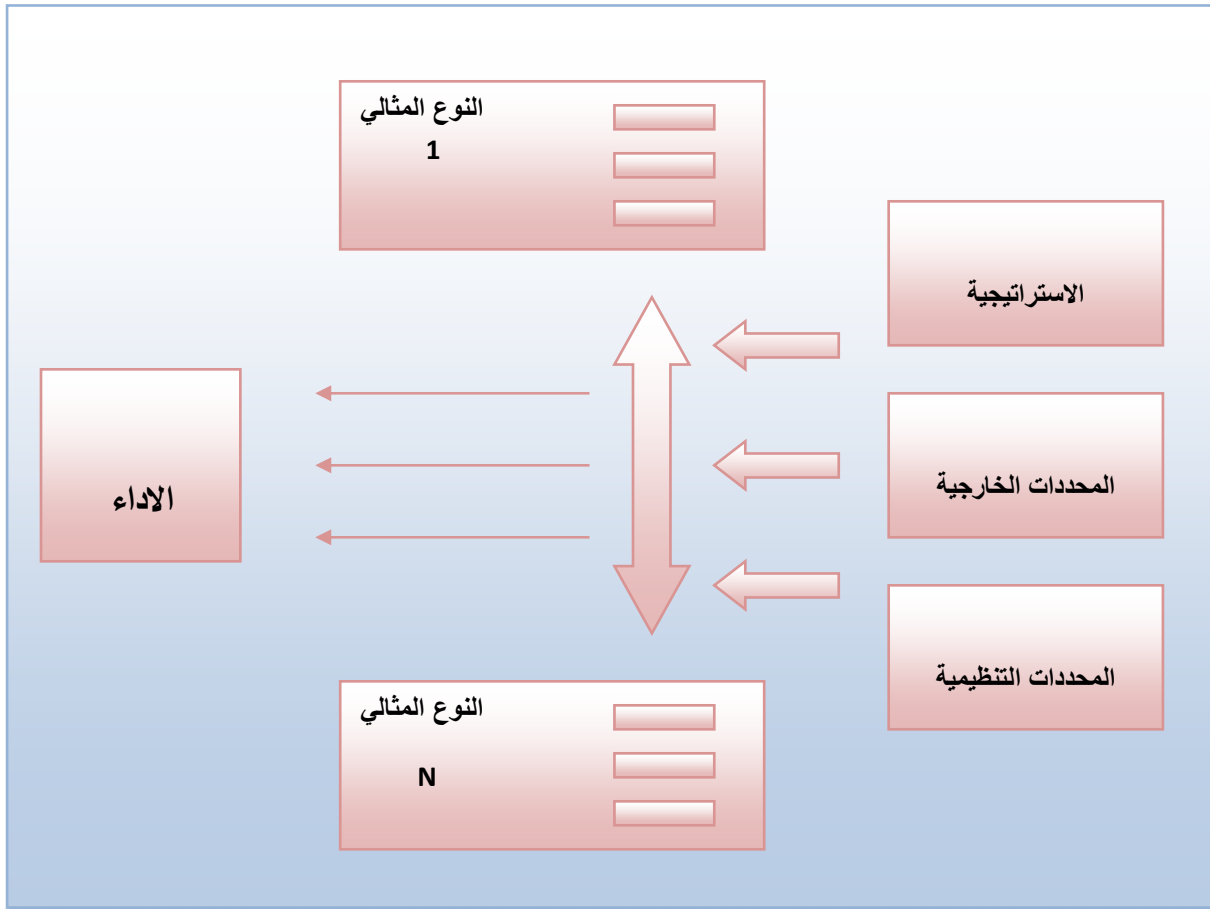 النوع المثالي
1
الاستراتيجية
المحددات الخارجية
الاداء
المحددات التنظيمية
النوع المثالي
N